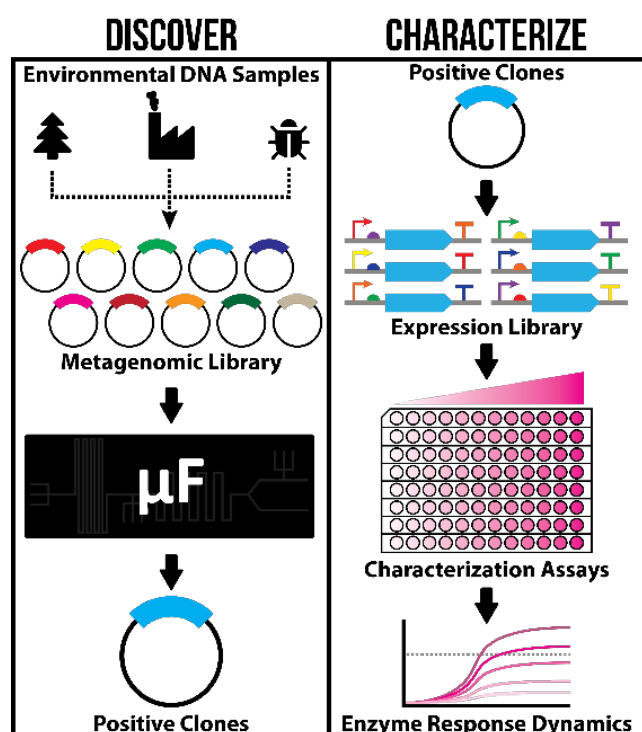 DISCOVER
Environmental DNA Samples
Metagenomic Library
μF
Positive Clones
CHARACTERIZE
Positive Clones
Expression Library
Characterization Assays
Enzyme Response Dynamics